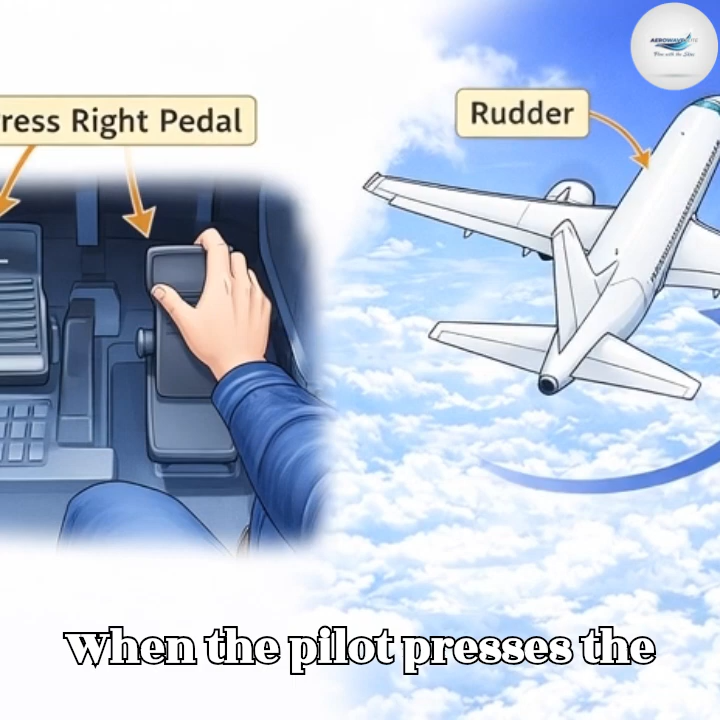 ress Right Pedal
Rudder
when the pilot presses the